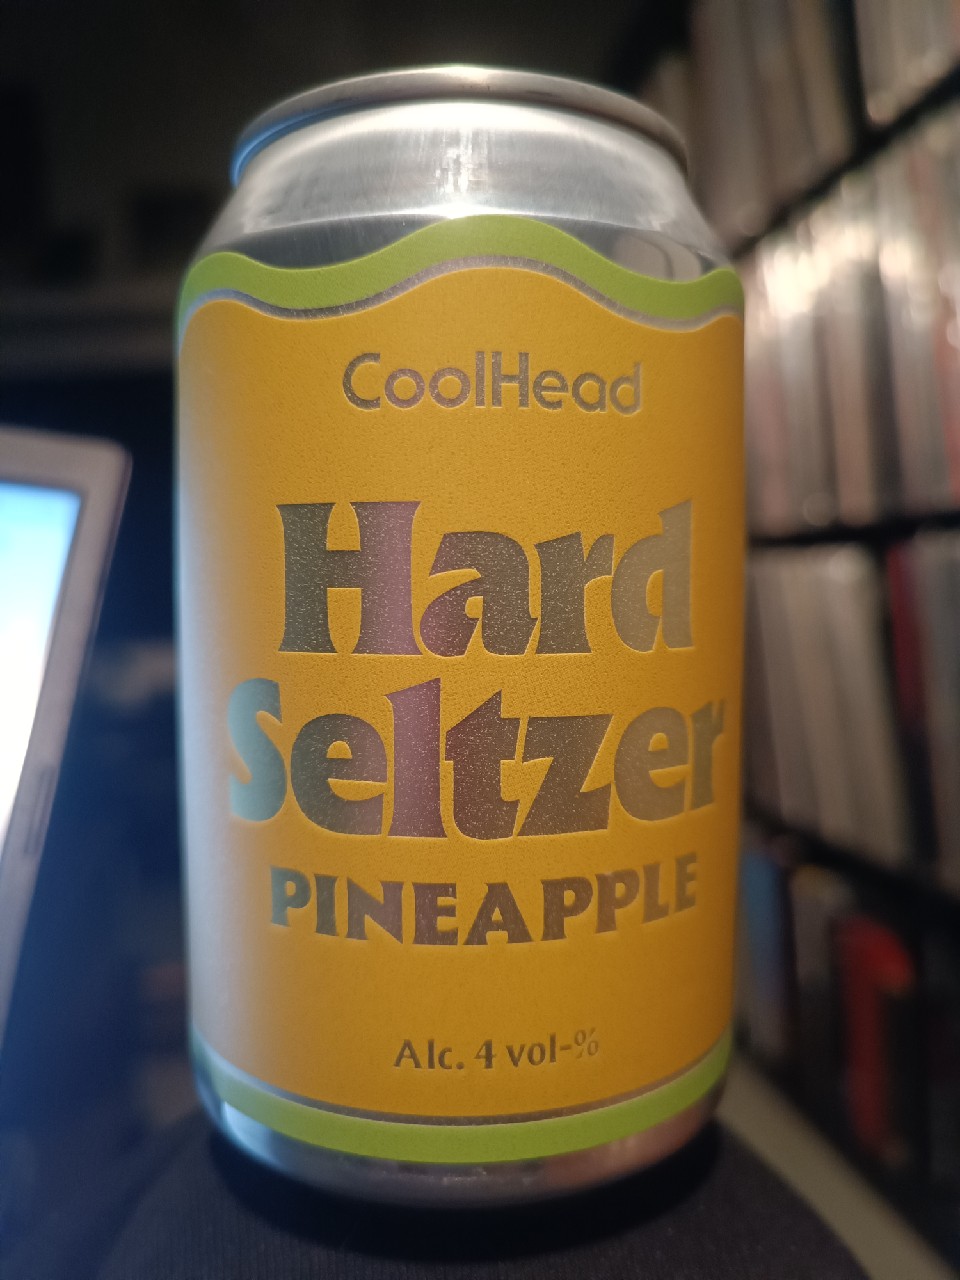 CoolHead
Hard
Seltzer
PINEAPPLE
Alc. 4 vol-%